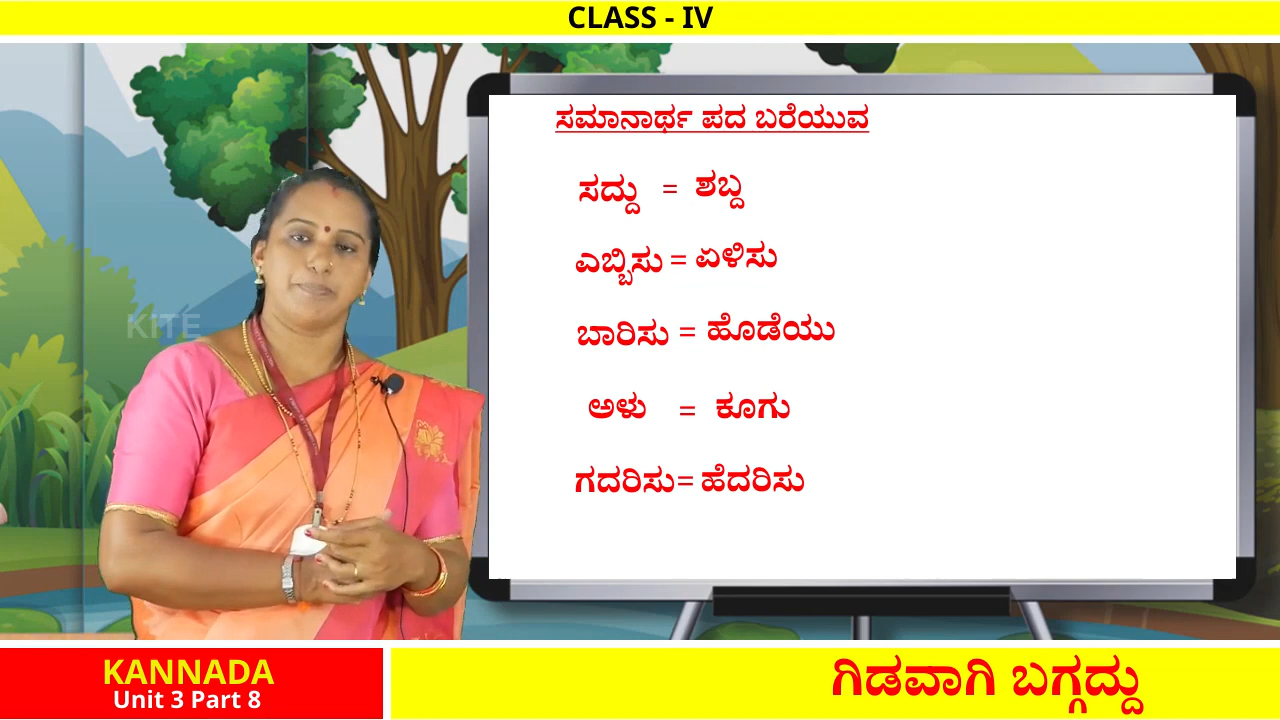 CLASS - IV
ಸಮಾನಾರ್ಥ ಪದ ಬರೆಯುವ
ಸದ್ದು = ಶಬ್ದ
ಎಬ್ಬಿಸು = ಏಳಿಸು
ಬಾರಿಸು = ಹೊಡೆಯು
ಅಳು = ಕೂಗು
ಗದರಿಸು = ಹೆದರಿಸು
KiTE
KANNADA
Unit 3 Part 8
ಗಿಡವಾಗಿ ಬಗ್ಗದ್ದು